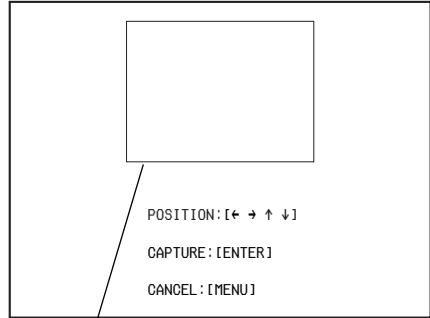 POSITION:[← → ↑ ↓]
CAPTURE:[ENTER]
CANCEL:[MENU]